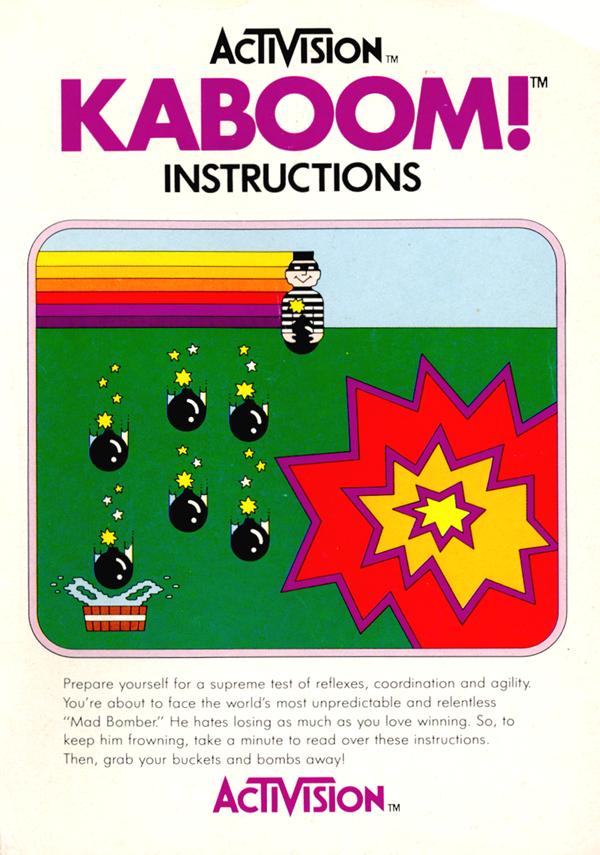 ACTIVISION™
KABOOM!™
INSTRUCTIONS
Prepare yourself for a supreme test of reflexes, coordination and agility.
You're about to face the world's most unpredictable and relentless
"Mad Bomber." He hates losing as much as you love winning. So, to
keep him frowning, take a minute to read over these instructions.
Then, grab your buckets and bombs away!
ACTIVISION™